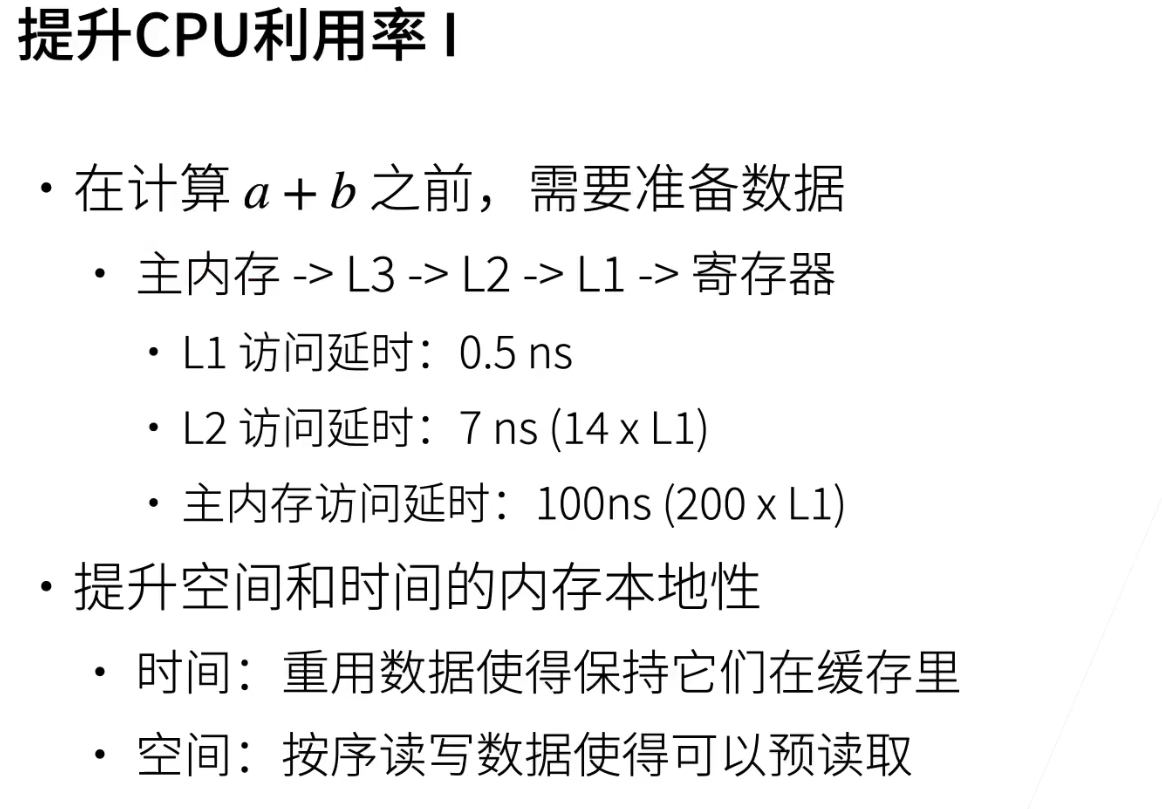 提升CPU利用率 I
• 在计算 a + b 之前，需要准备数据
• 主内存 -> L3 -> L2 -> L1 -> 寄存器
• L1 访问延时：0.5 ns
• L2 访问延时：7 ns (14 x L1)
• 主内存访问延时：100ns (200 x L1)
• 提升空间和时间的内存本地性
• 时间：重用数据使得保持它们在缓存里
• 空间：按序读写数据使得可以预读取